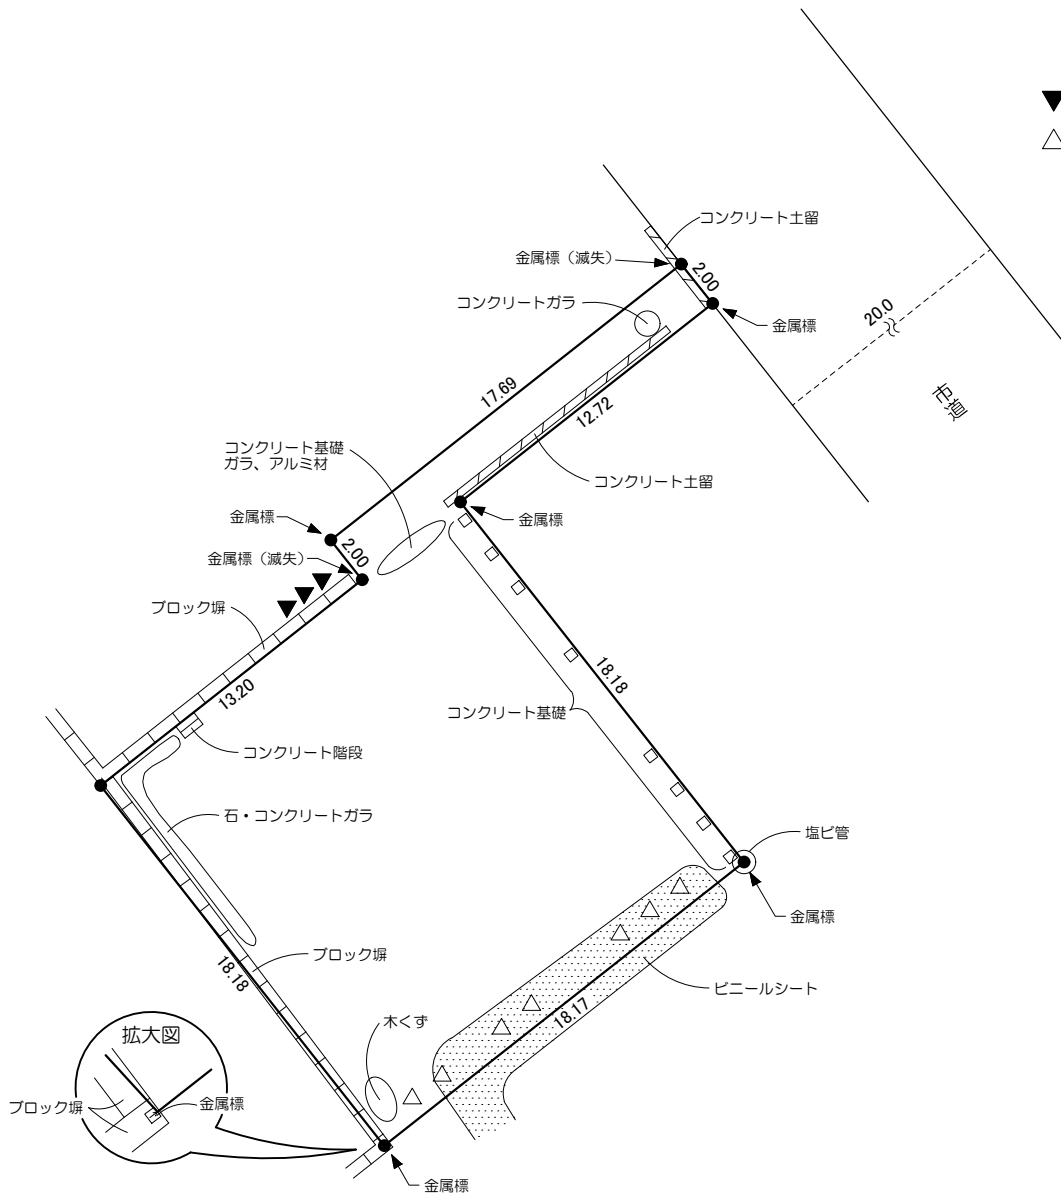 コンクリート土留
金属標（滅失）
2.00
コンクリートガラ
金属標
20.0
市道
17.69
12.72
コンクリート基礎
ガラ、アルミ材
コンクリート土留
金属標
金属標
2.00
金属標（滅失）
ブロック塀
13.20
18.18
コンクリート基礎
コンクリート階段
石・コンクリートガラ
塩ビ管
金属標
ブロック塀
18.18
ビニールシート
18.17
木くず
拡大図
ブロック塀
金属標
金属標